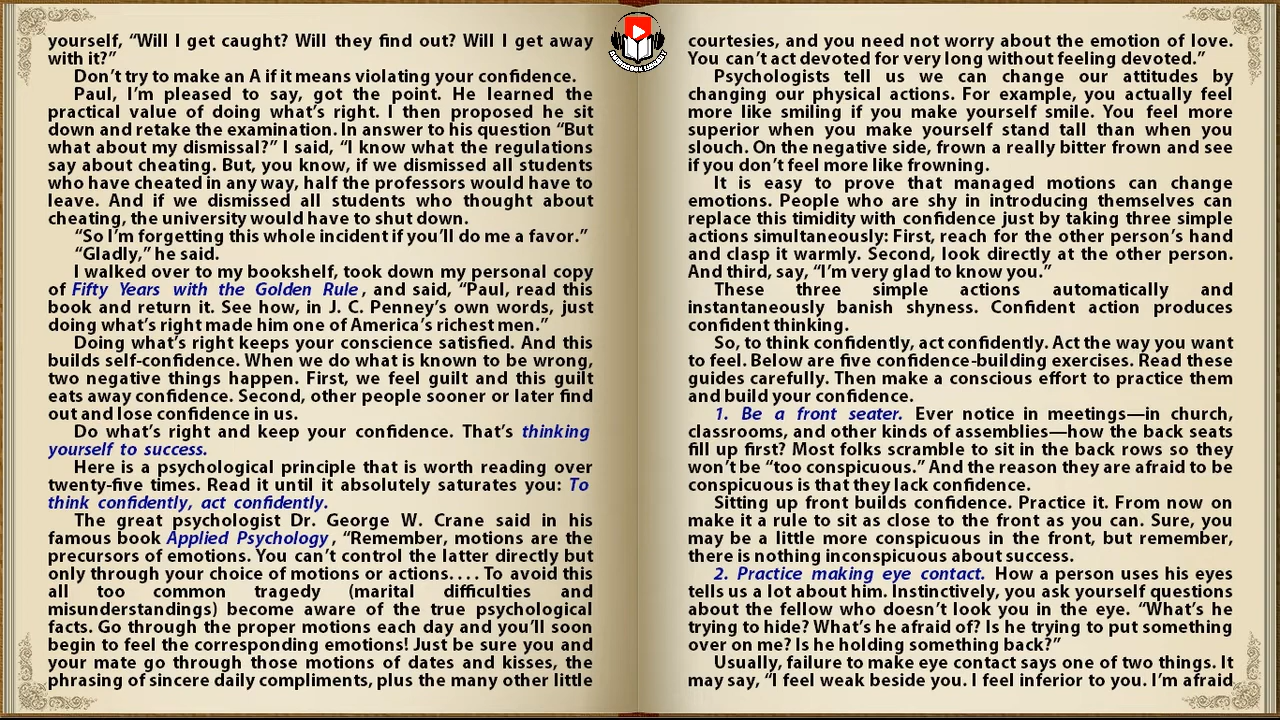 yourself, “Will I get caught? Will they find out? Will I get away
with it?”
Don’t try to make an A if it means violating your confidence.
Paul, I’m pleased to say, got the point. He learned the
practical value of doing what’s right. I then proposed he sit
down and retake the examination. In answer to his question “But
what about my dismissal?” I said, “I know what the regulations
say about cheating. But, you know, if we dismissed all students
who have cheated in any way, half the professors would have to
leave. And if we dismissed all students who thought about
cheating, the university would have to shut down.
“So I’m forgetting this whole incident if you’ll do me a favor.”
“Gladly,” he said.
I walked over to my bookshelf, took down my personal copy
of Fifty Years with the Golden Rule, and said, “Paul, read this
book and return it. See how, in J. C. Penney’s own words, just
doing what’s right made him one of America’s richest men.”
Doing what’s right keeps your conscience satisfied. And this
builds self-confidence. When we do what is known to be wrong,
two negative things happen. First, we feel guilt and this guilt
eats away confidence. Second, other people sooner or later find
out and lose confidence in us.
Do what’s right and keep your confidence. That’s thinking
yourself to success.
Here is a psychological principle that is worth reading over
twenty-five times. Read it until it absolutely saturates you: To
think confidently, act confidently.
The great psychologist Dr. George W. Crane said in his
famous book Applied Psychology, “Remember, motions are the
precursors of emotions. You can’t control the latter directly but
only through your choice of motions or actions. . . . To avoid this
all too common tragedy (marital difficulties and
misunderstandings) become aware of the true psychological
facts. Go through the proper motions each day and you’ll soon
begin to feel the corresponding emotions! Just be sure you and
your mate go through those motions of dates and kisses, the
phrasing of sincere daily compliments, plus the many other little
courtesies, and you need not worry about the emotion of love.
You can’t act devoted for very long without feeling devoted.”
Psychologists tell us we can change our attitudes by
changing our physical actions. For example, you actually feel
more like smiling if you make yourself smile. You feel more
superior when you make yourself stand tall than when you
slouch. On the negative side, frown a really bitter frown and see
if you don’t feel more like frowning.
It is easy to prove that managed motions can change
emotions. People who are shy in introducing themselves can
replace this timidity with confidence just by taking three simple
actions simultaneously: First, reach for the other person’s hand
and clasp it warmly. Second, look directly at the other person.
And third, say, “I’m very glad to know you.”
These three simple actions automatically and
instantaneously banish shyness. Confident action produces
confident thinking.
So, to think confidently, act confidently. Act the way you want
to feel. Below are five confidence-building exercises. Read these
guides carefully. Then make a conscious effort to practice them
and build your confidence.
1. Be a front seater. Ever notice in meetings—in church,
classrooms, and other kinds of assemblies—how the back seats
fill up first? Most folks scramble to sit in the back rows so they
won’t be “too conspicuous.” And the reason they are afraid to be
conspicuous is that they lack confidence.
Sitting up front builds confidence. Practice it. From now on
make it a rule to sit as close to the front as you can. Sure, you
may be a little more conspicuous in the front, but remember,
there is nothing inconspicuous about success.
2. Practice making eye contact. How a person uses his eyes
tells us a lot about him. Instinctively, you ask yourself questions
about the fellow who doesn’t look you in the eye. “What’s he
trying to hide? What’s he afraid of? Is he trying to put something
over on me? Is he holding something back?”
Usually, failure to make eye contact says one of two things. It
may say, “I feel weak beside you. I feel inferior to you. I’m afraid